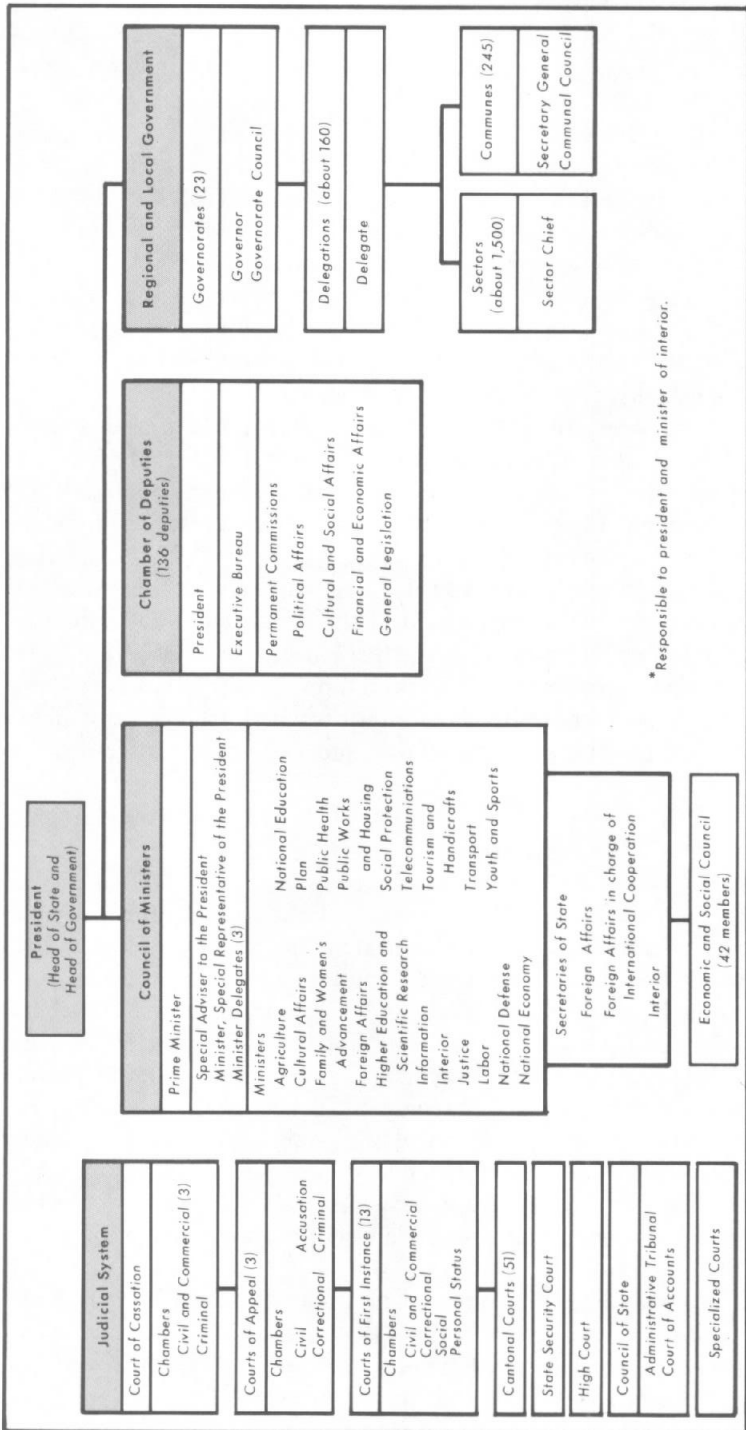 President
(Head of State and
Head of Government)
Judicial System
Court of Cassation
Chambers
Civil and Commercial (3)
Criminal
Courts of Appeal (3)
Chambers
Civil Accusation
Correctional Criminal
Courts of First Instance (13)
Chambers
Civil and Commercial
Correctional
Social
Personal Status
Cantonal Courts (51)
State Security Court
High Court
Council of State
Administrative Tribunal
Court of Accounts
Specialized Courts
Council of Ministers
Prime Minister
Special Adviser to the President
Minister, Special Representative of the President
Minister Delegates (3)
Ministers
Agriculture
Cultural Affairs
Family and Women's
Advancement
Foreign Affairs
Higher Education and
Scientific Research
Information
Interior
Justice
Labor
National Defense
National Economy
National Education
Plan
Public Health
Public Works
and Housing
Social Protection
Telecommuniations
Tourism and
Handicrafts
Transport
Youth and Sports
Secretaries of State
Foreign Affairs
Foreign Affairs in charge of
International Cooperation
Interior
Economic and Social Council
(42 members)
Chamber of Deputies
(136 deputies)
President
Executive Bureau
Permanent Commissions
Political Affairs
Cultural and Social Affairs
Financial and Economic Affairs
General Legislation
Regional and Local Government
Governorates (23)
Governor
Governorate Council
Delegations (about 160)
Delegate
Sectors
(about 1,500)
Sector Chief
Communes (245)
Secretary General
Communal Council
*Responsible to president and minister of interior.